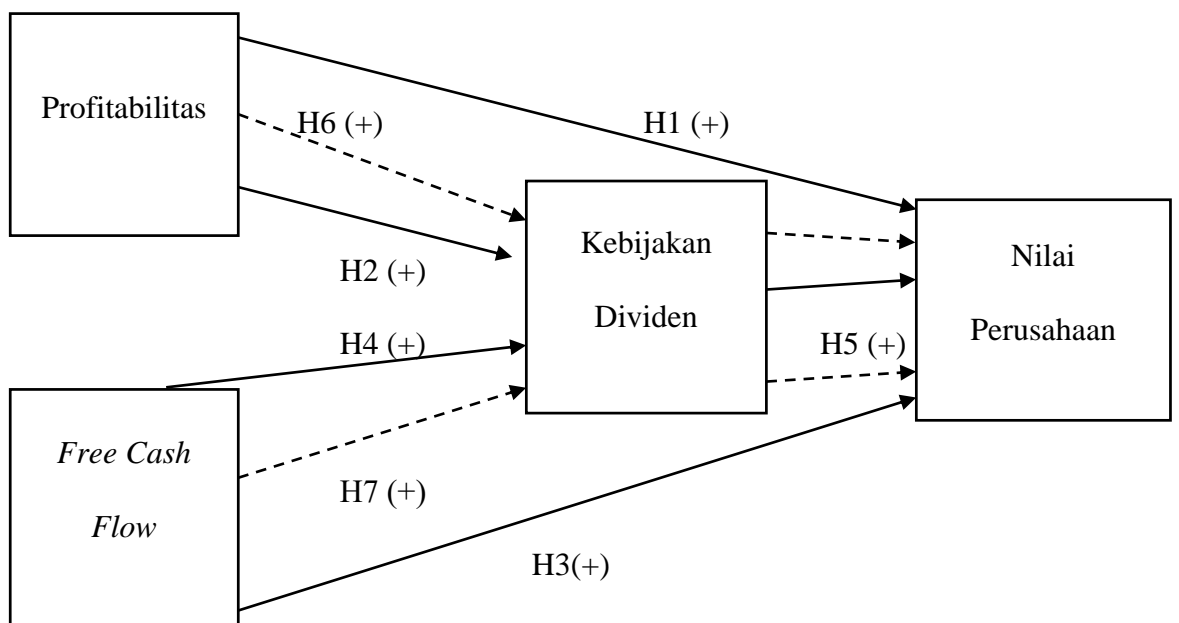 Profitabilitas
H6 (+)
H1 (+)
Kebijakan
Dividen
Nilai
Perusahaan
H2 (+)
H4 (+)
H5 (+)
Free Cash
Flow
H7 (+)
H3(+)